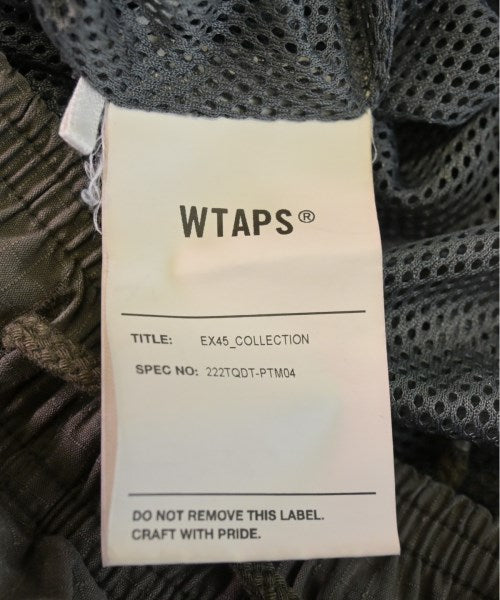 WTAPS®
TITLE: EX45_COLLECTION
SPEC NO: 222TQDT-PTM04
DO NOT REMOVE THIS LABEL.
CRAFT WITH PRIDE.